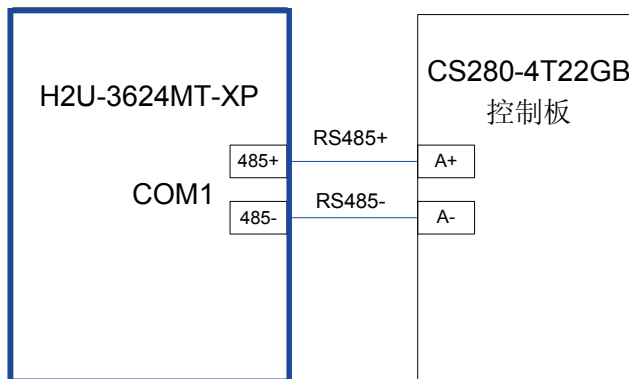 H2U-3624MT-XP
CS280-4T22GB
控制板
RS485+
485+
A+
COM1
RS485-
485-
A-